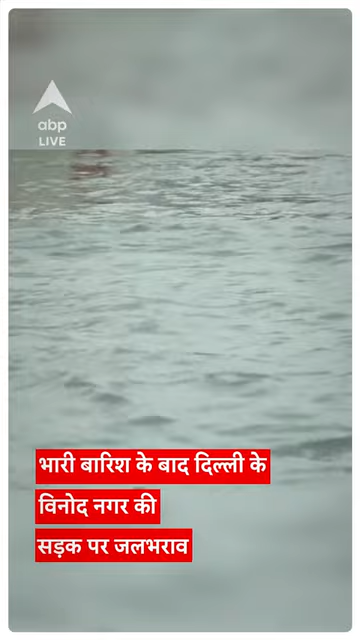 abp
LIVE
भारी बारिश के बाद दिल्ली के
विनोद नगर की
सड़क पर जलभराव